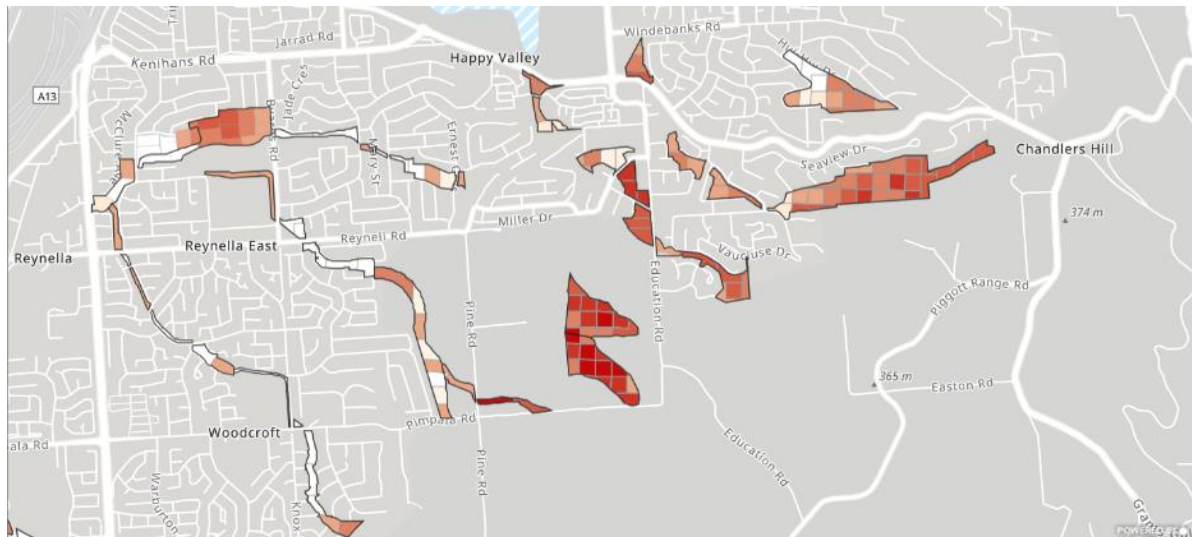 Windebanks Rd
Jarrad Rd
Kenihans Rd
Happy Valley
A13
Jade Cres
Seaview Dr
Chandlers Hill
374 m
Miller Dr
Reynell Rd
Reynella East
Reynella
Vaucluse Dr
Education Rd
Piggott Range Rd
Pine Rd
365 m
Easton Rd
Pimpala Rd
Woodcroft
ala Rd
Education Rd
Pine Rd
Warburton
Knox
POWERED BY